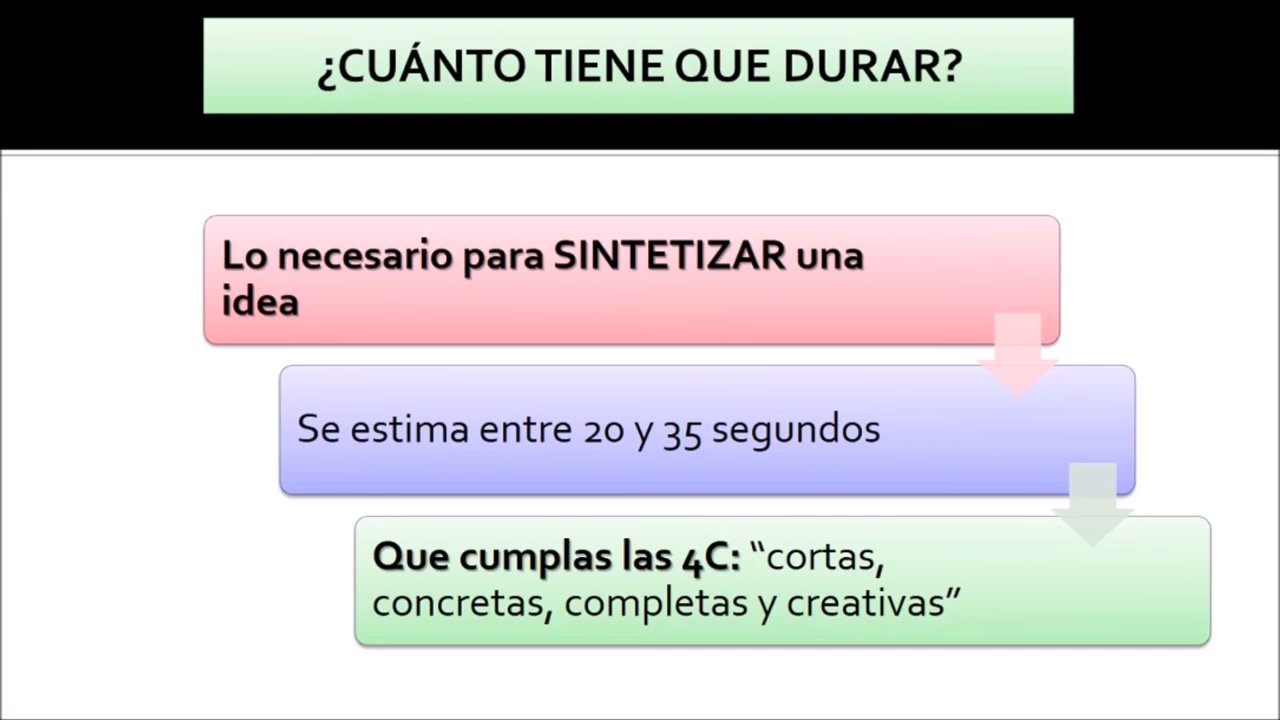 ¿CUÁNTO TIENE QUE DURAR?
Lo necesario para SINTETIZAR una
idea
Se estima entre 20 y 35 segundos
Que cumplas las 4C: “cortas,
concretas, completas y creativas”